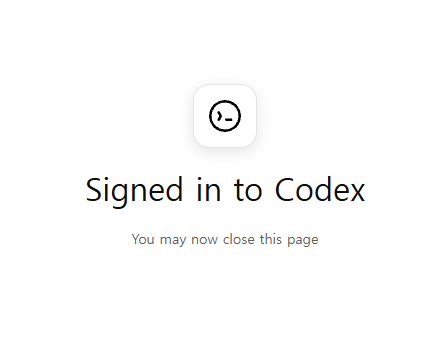 Signed in to Codex
You may now close this page